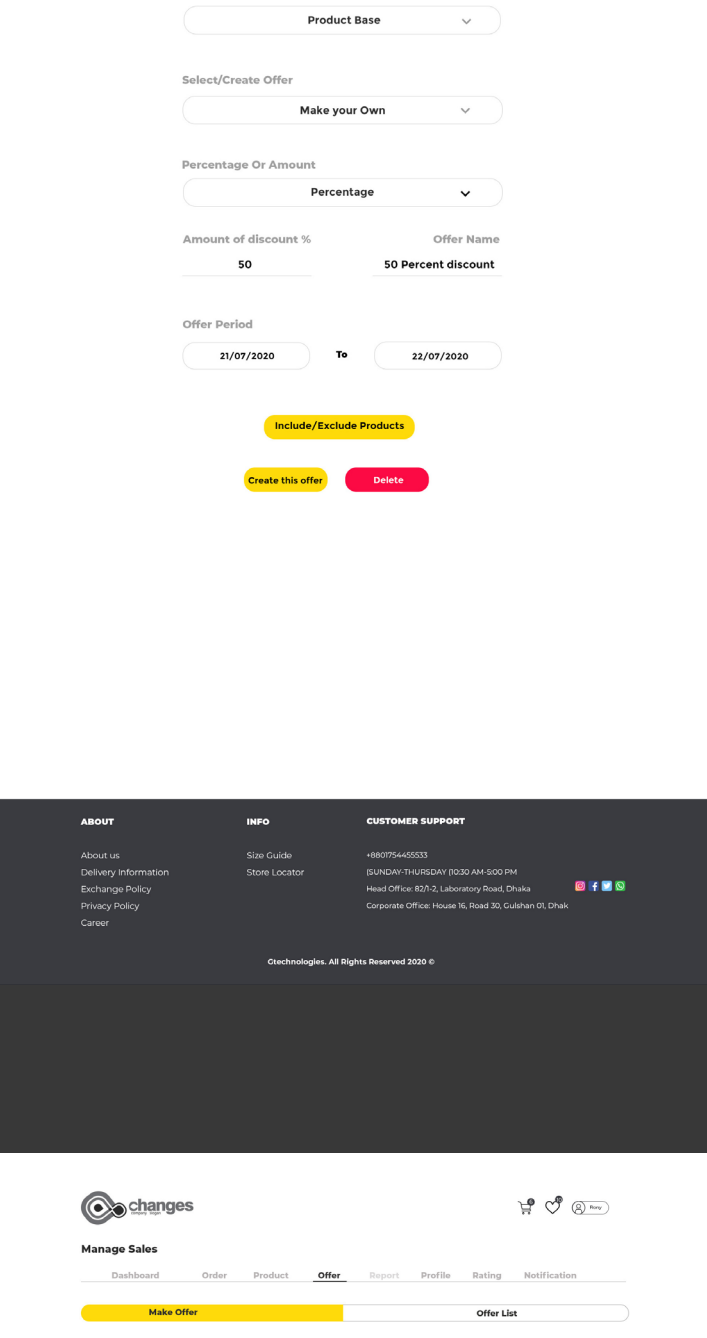 Product Base
Select/Create Offer
Make your Own
Percentage Or Amount
Percentage
Amount of discount % Offer Name
50 50 Percent discount
Offer Period
21/07/2020 To 22/07/2020
Include/Exclude Products
Create this offer Delete
ABOUT INFO CUSTOMER SUPPORT
About us Size Guide +8801754455533
Delivery Information Store Locator (SUNDAY-THURSDAY (10:30 AM-5:00 PM
Exchange Policy Head Office: 82/1-2, Laboratory Road, Dhaka
Privacy Policy Corporate Office: House 16, Road 30, Gulshan 01, Dhak
Career
Gtechnologies. All Rights Reserved 2020 ©
changes
company slogan
Rony
Manage Sales
Dashboard Order Product Offer Report Profile Rating Notification
Make Offer Offer List